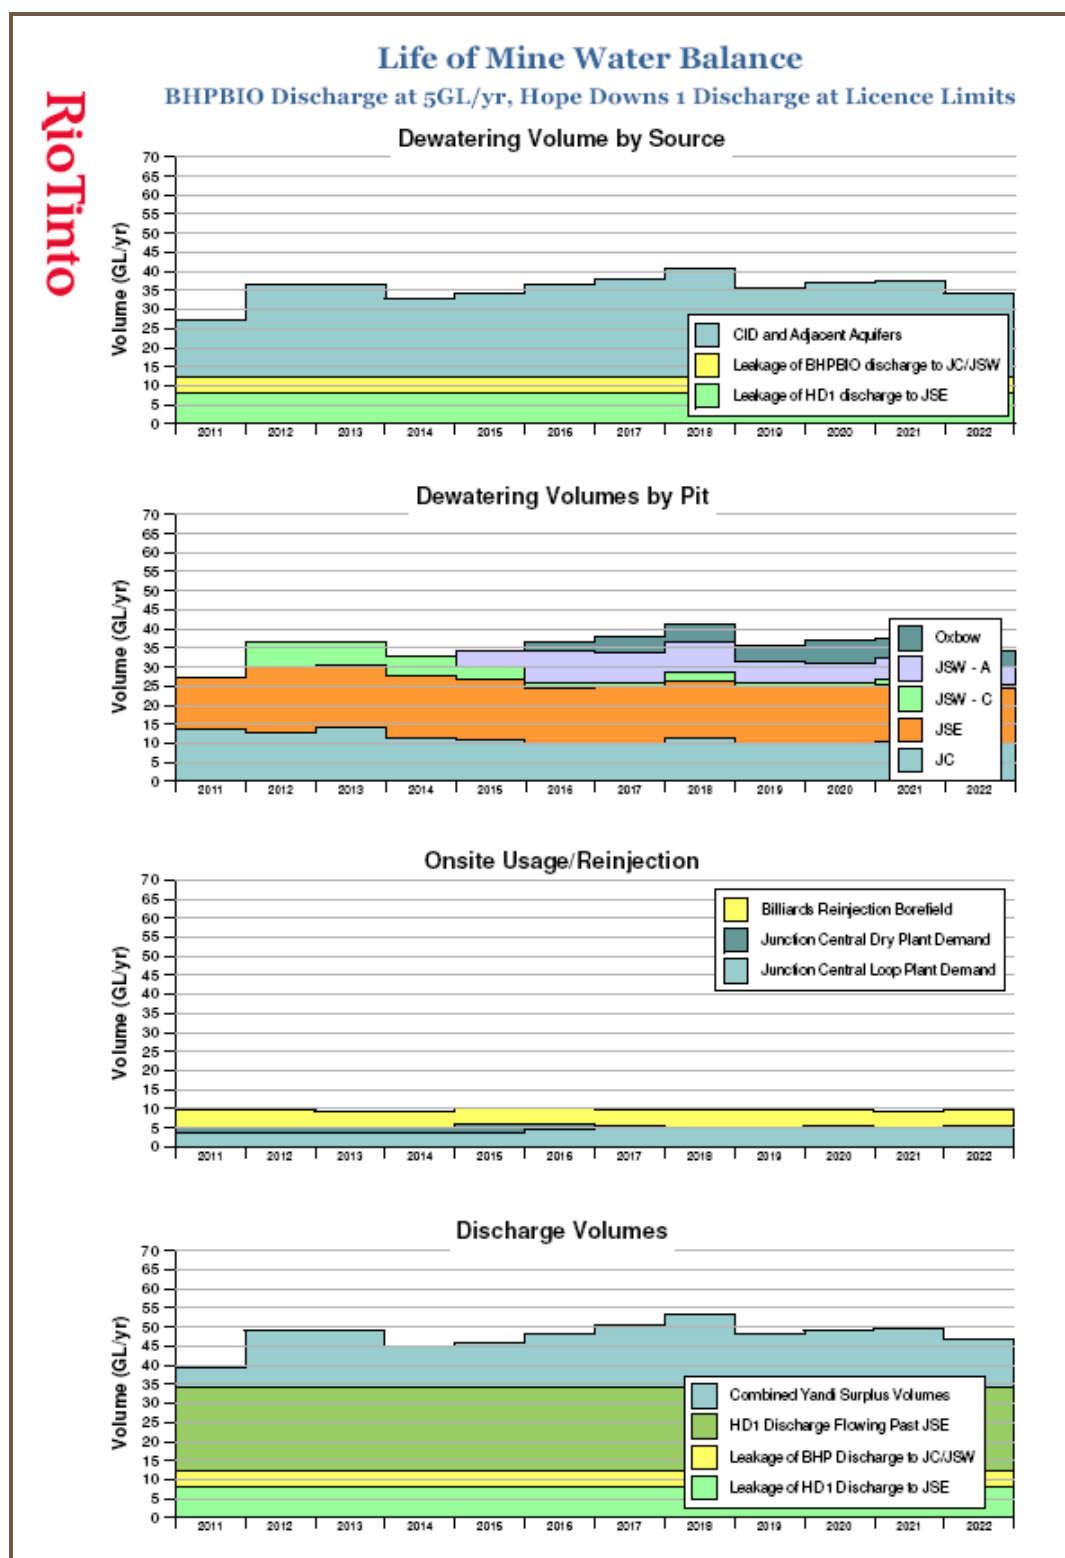 Life of Mine Water Balance
BHPBIO Discharge at 5GL/yr, Hope Downs 1 Discharge at Licence Limits
RioTinto
Dewatering Volume by Source
Volume (GL/yr)
70
65
60
55
50
45
40
35
30
25
20
15
10
5
0
CID and Adjacent Aquifers
Leakage of BHPBIO discharge to JC/JSW
Leakage of HD1 discharge to JSE
2011 2012 2013 2014 2015 2016 2017 2018 2019 2020 2021 2022
Dewatering Volumes by Pit
Volume (GL/yr)
70
65
60
55
50
45
40
35
30
25
20
15
10
5
0
Oxbow
JSW - A
JSW - C
JSE
JC
2011 2012 2013 2014 2015 2016 2017 2018 2019 2020 2021 2022
Onsite Usage/Reinjection
Volume (GL/yr)
70
65
60
55
50
45
40
35
30
25
20
15
10
5
0
Billiards Reinjection Borefield
Junction Central Dry Plant Demand
Junction Central Loop Plant Demand
2011 2012 2013 2014 2015 2016 2017 2018 2019 2020 2021 2022
Discharge Volumes
Volume (GL/yr)
70
65
60
55
50
45
40
35
30
25
20
15
10
5
0
Combined Yandi Surplus Volumes
HD1 Discharge Flowing Past JSE
Leakage of BHP Discharge to JC/JSW
Leakage of HD1 Discharge to JSE
2011 2012 2013 2014 2015 2016 2017 2018 2019 2020 2021 2022